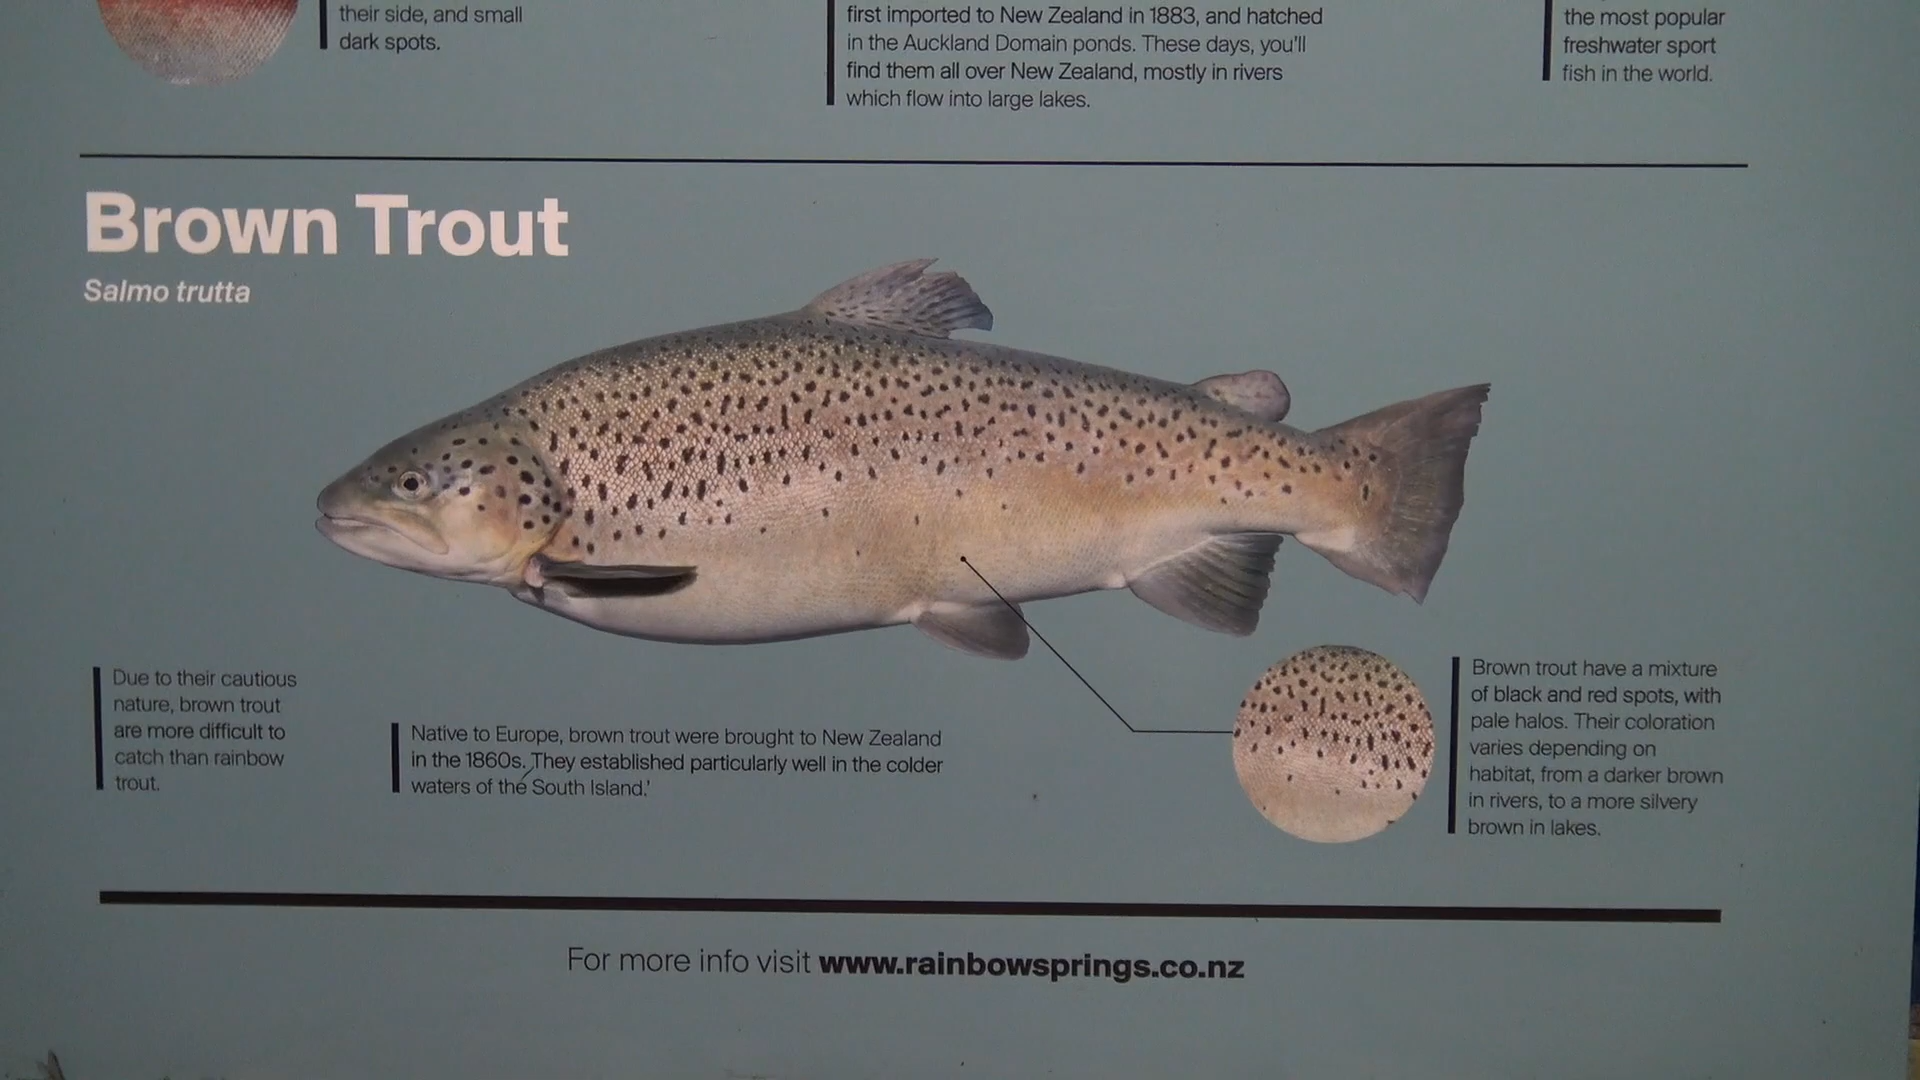 their side, and small
dark spots.
first imported to New Zealand in 1883, and hatched
in the Auckland Domain ponds. These days, you'll
find them all over New Zealand, mostly in rivers
which flow into large lakes.
the most popular
freshwater sport
fish in the world.
Brown Trout
Salmo trutta
Due to their cautious
nature, brown trout
are more difficult to
catch than rainbow
trout.
Native to Europe, brown trout were brought to New Zealand
in the 1860s. They established particularly well in the colder
waters of the South Island.'
Brown trout have a mixture
of black and red spots, with
pale halos. Their coloration
varies depending on
habitat, from a darker brown
in rivers, to a more silvery
brown in lakes.
For more info visit www.rainbowsprings.co.nz